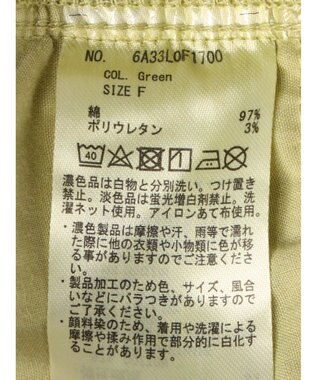 NO. 6A33L0F1700
COL. Green
SIZE F
綿 97%
ポリウレタン 3%
40
濃色品は白物と分別洗い。つけ置き
禁止。淡色品は蛍光増白剤禁止。洗
濯ネット使用。アイロンあて布使用。
・濃色製品は摩擦や汗、雨等で濡れ
た際に他の衣類や小物類に色が移
る事がありますのでご注意くださ
い。
・製品加工のため色、サイズ、風合
いなどにバラつきがありますので
ご了承ください。
・顔料染のため、着用や洗濯による
摩擦や揉み作用で部分的に白化す
ることがあります。